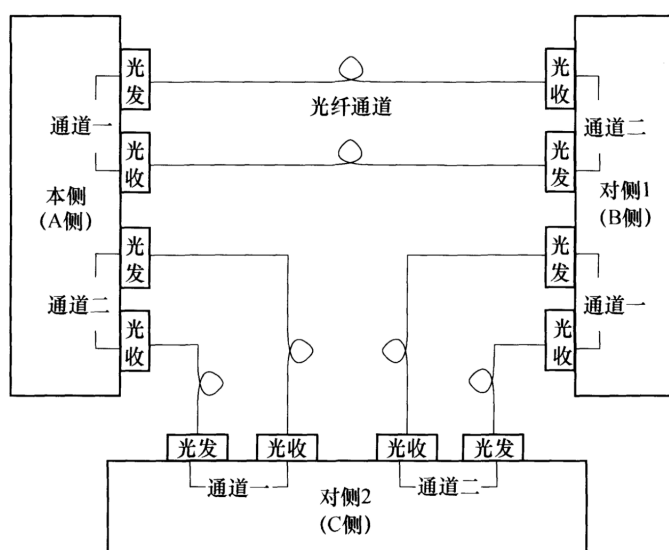 光发
光收
通道一
光纤通道
通道二
光收
光发
本侧
(A侧)
对侧1
(B侧)
光发
光发
通道二
通道一
光收
光收
光发
光收
光收
光发
通道一
通道二
对侧2
(C侧)